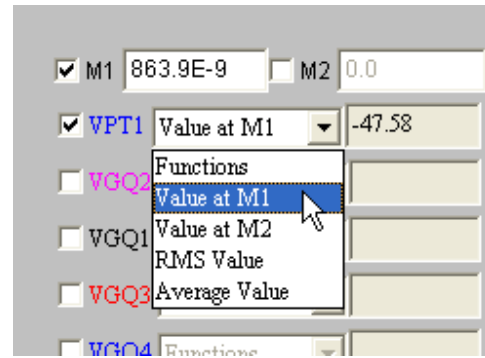 M1 863.9E-9 M2 0.0
VPT1 Value at M1 -47.58
Functions
VGQ2 Value at M1
VGQ1 Value at M2
RMS Value
VGQ3 Average Value
VGQ4 Functions